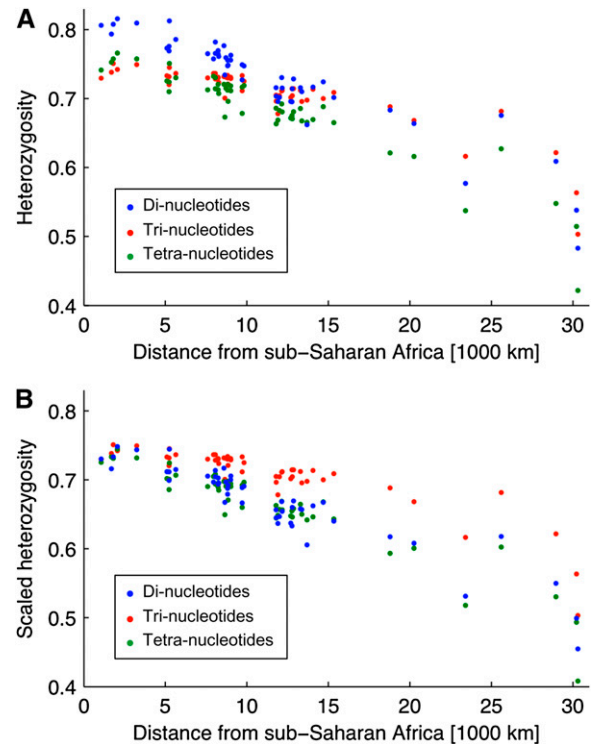 A
0.8
0.7
0.6
0.5
0.4
Heterozygosity
Di-nucleotides
Tri-nucleotides
Tetra-nucleotides
0 5 10 15 20 25 30
Distance from sub-Saharan Africa [1000 km]
B
0.8
0.7
0.6
0.5
0.4
Scaled heterozygosity
Di-nucleotides
Tri-nucleotides
Tetra-nucleotides
0 5 10 15 20 25 30
Distance from sub-Saharan Africa [1000 km]